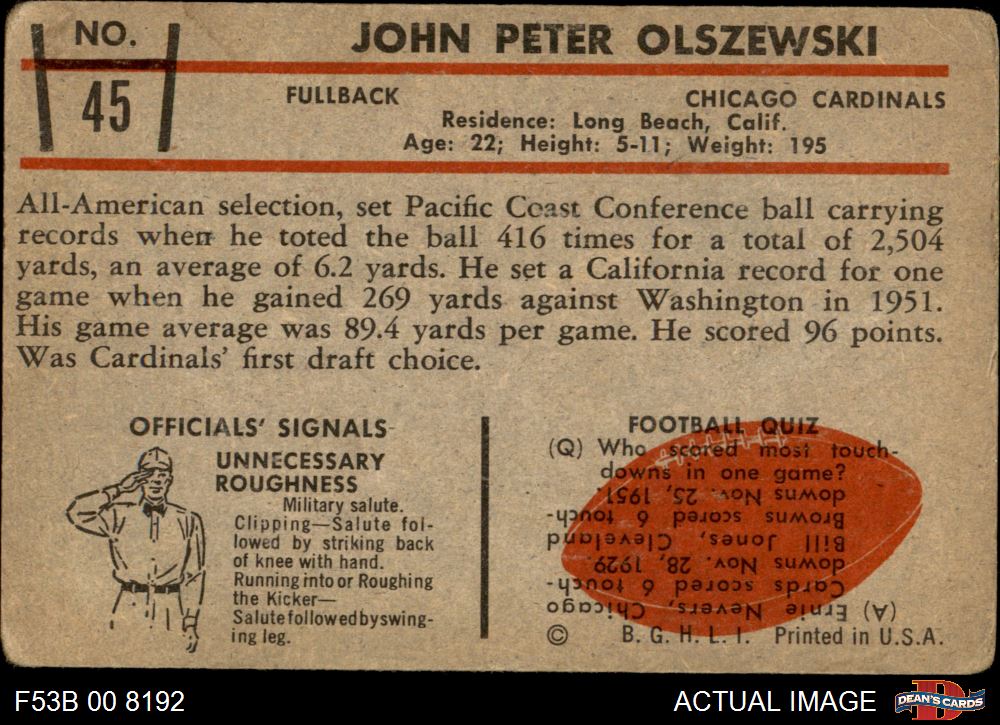 NO.
45
JOHN PETER OLSZEWSKI
FULLBACK
CHICAGO CARDINALS
Residence: Long Beach, Calif.
Age: 22; Height: 5-11; Weight: 195
All-American selection, set Pacific Coast Conference ball carrying
records when he toted the ball 416 times for a total of 2,504
yards, an average of 6.2 yards. He set a California record for one
game when he gained 269 yards against Washington in 1951.
His game average was 89.4 yards per game. He scored 96 points.
Was Cardinals' first draft choice.
OFFICIALS' SIGNALS
UNNECESSARY
ROUGHNESS
Military salute.
Clipping—Salute fol-
lowed by striking back
of knee with hand.
Running into or Roughing
the Kicker—
Salute followed by swing-
ing leg.
FOOTBALL QUIZ
(Q) Who scored most touch-
downs in one game?
(A) Ernie Nevers, Chicago
Cards scored 6 touch-
downs Nov. 28, 1929
Bill Jones, Cleveland
Browns scored 6 touch-
downs Nov. 25, 1951.
© B. G. H. L. I. Printed in U.S.A.
F53B 00 8192
ACTUAL IMAGE
D
DEAN'S CARDS